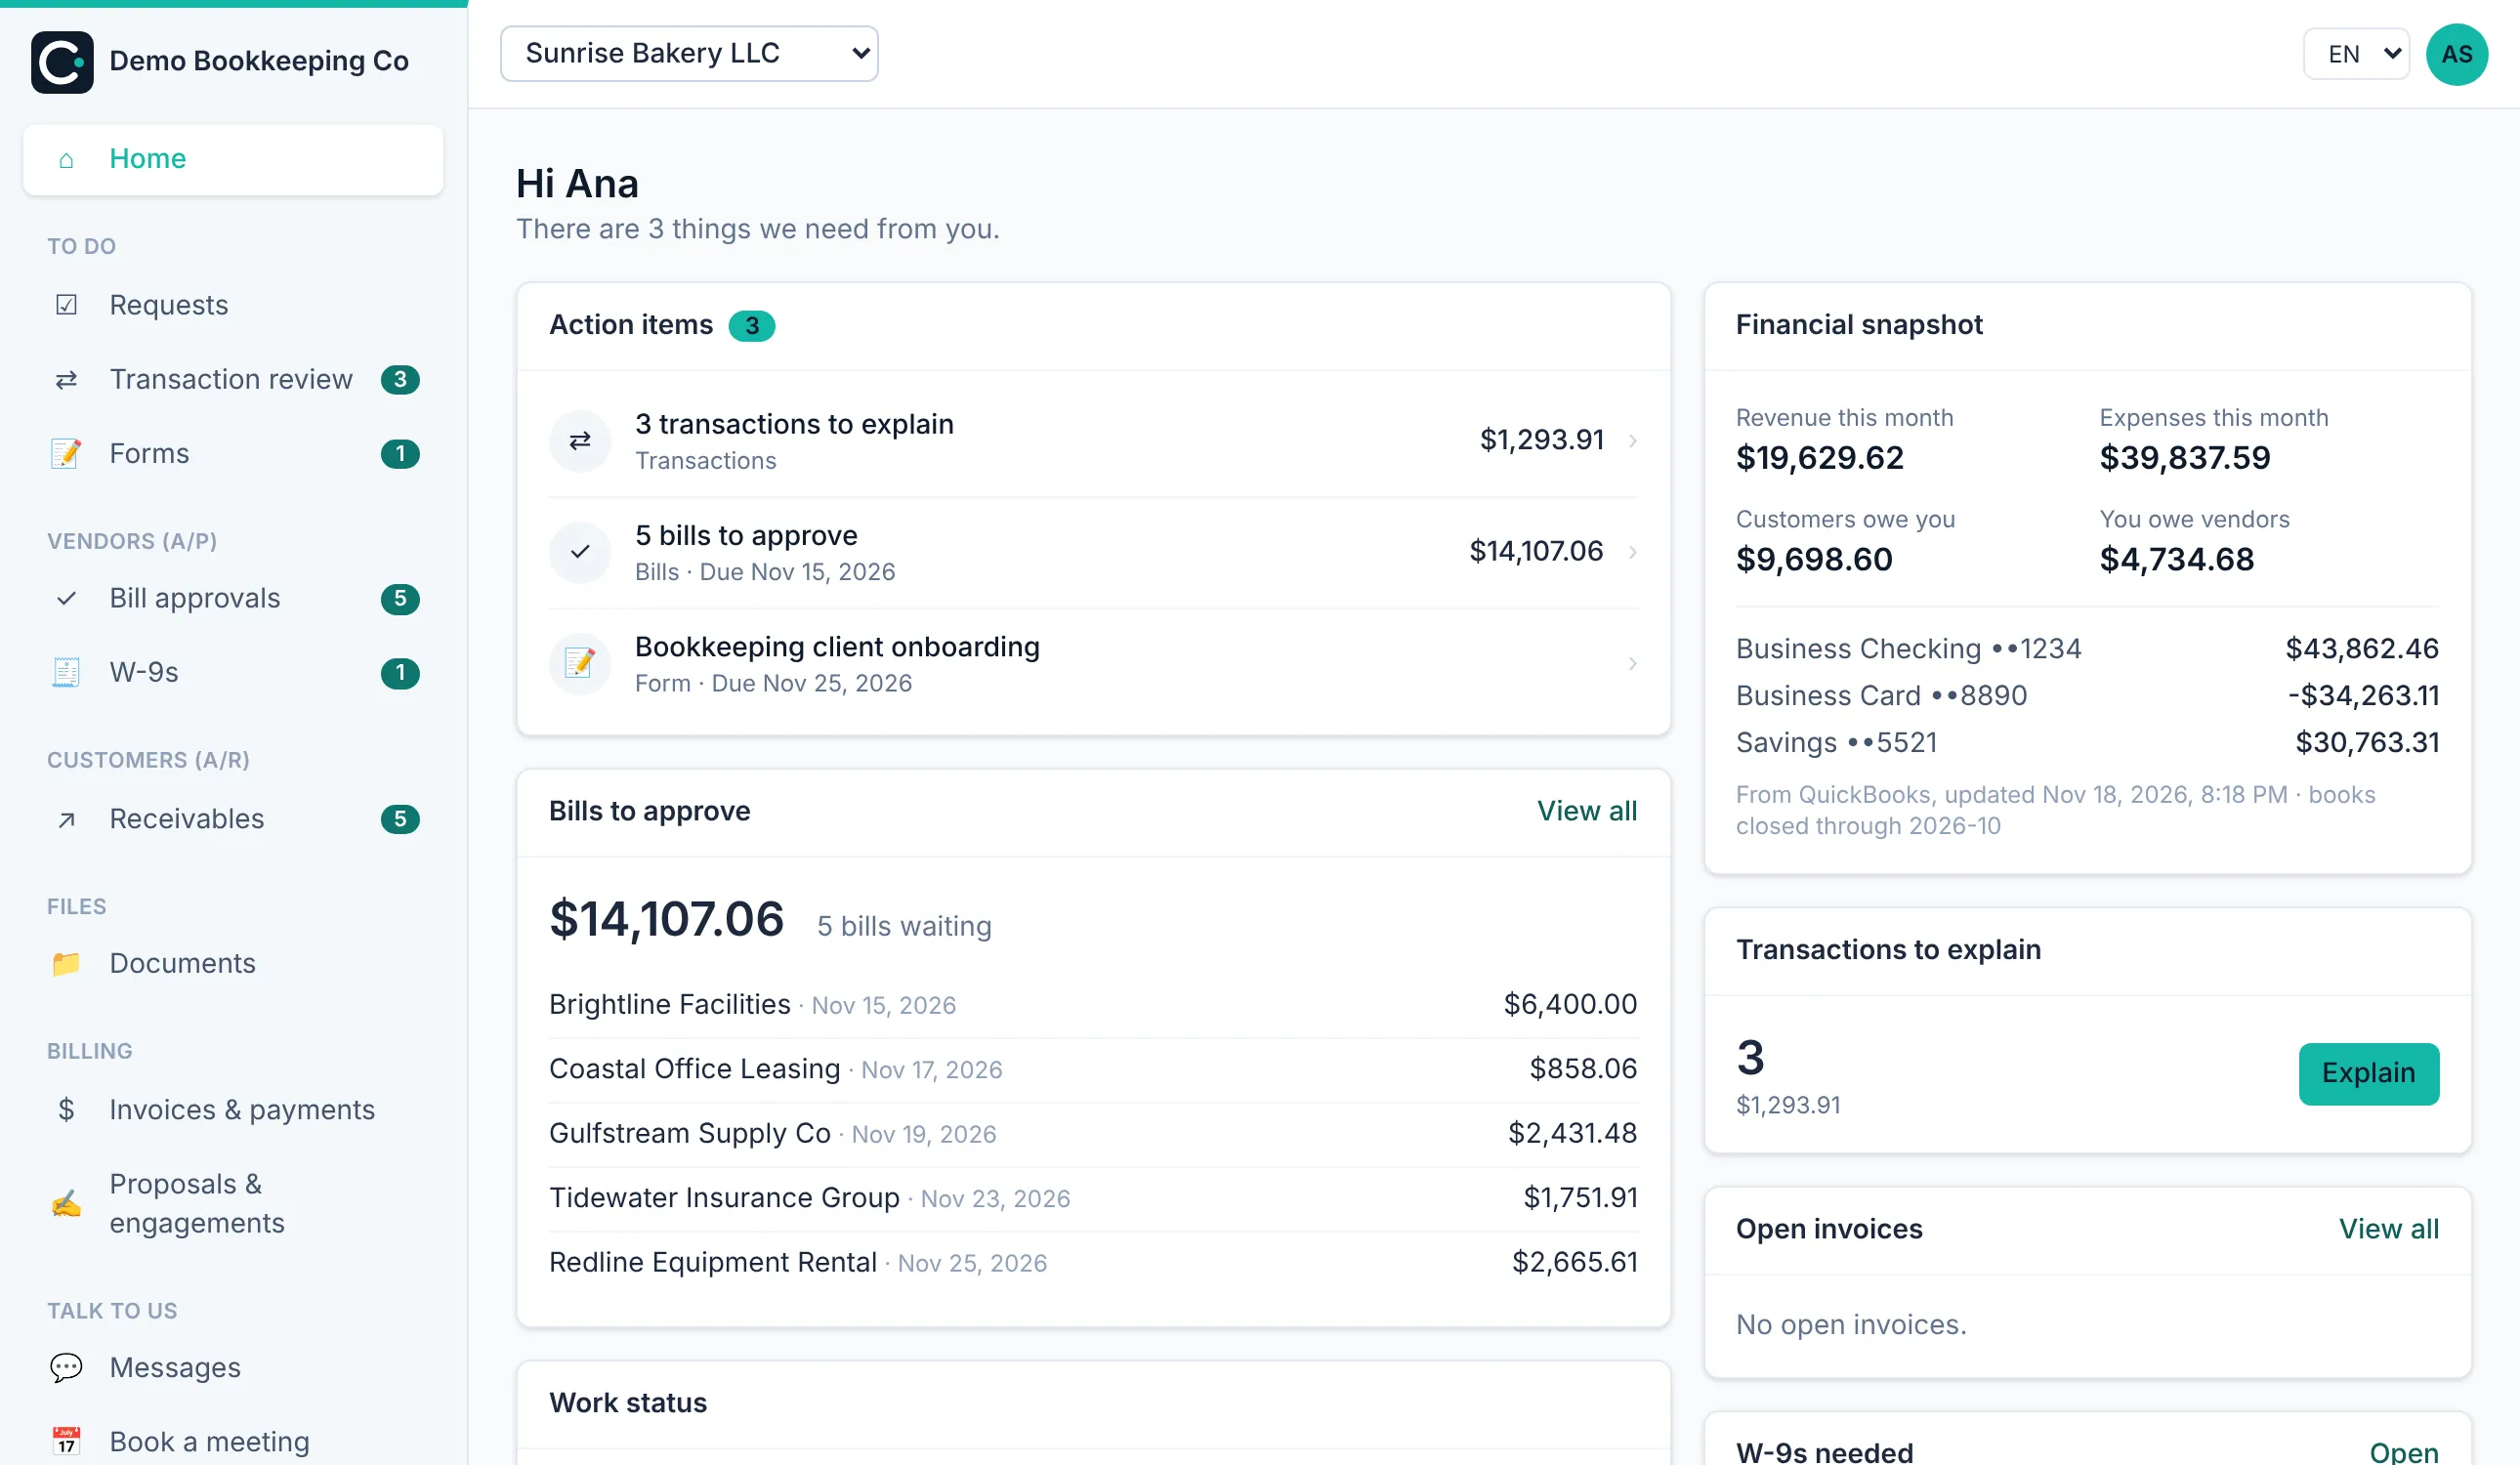 Demo Bookkeeping Co
Home
TO DO
Requests
Transaction review 3
Forms 1
VENDORS (A/P)
Bill approvals 5
W-9s 1
CUSTOMERS (A/R)
Receivables 5
FILES
Documents
BILLING
$ Invoices & payments
Proposals &
engagements
TALK TO US
Messages
Book a meeting
Sunrise Bakery LLC
EN
AS
Hi Ana
There are 3 things we need from you.
Action items 3
3 transactions to explain
Transactions
$1,293.91
5 bills to approve
Bills · Due Nov 15, 2026
$14,107.06
Bookkeeping client onboarding
Form · Due Nov 25, 2026
Bills to approve
View all
$14,107.06 5 bills waiting
Brightline Facilities · Nov 15, 2026 $6,400.00
Coastal Office Leasing · Nov 17, 2026 $858.06
Gulfstream Supply Co · Nov 19, 2026 $2,431.48
Tidewater Insurance Group · Nov 23, 2026 $1,751.91
Redline Equipment Rental · Nov 25, 2026 $2,665.61
Work status
Financial snapshot
Revenue this month
$19,629.62
Expenses this month
$39,837.59
Customers owe you
$9,698.60
You owe vendors
$4,734.68
Business Checking ••1234 $43,862.46
Business Card ••8890 -$34,263.11
Savings ••5521 $30,763.31
From QuickBooks, updated Nov 18, 2026, 8:18 PM · books
closed through 2026-10
Transactions to explain
3
$1,293.91
Explain
Open invoices
View all
No open invoices.
W-9s needed
Open